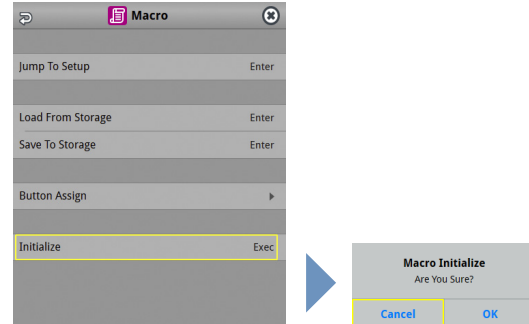 Macro
Jump To Setup Enter
Load From Storage Enter
Save To Storage Enter
Button Assign
Initialize Exec
Macro Initialize
Are You Sure?
Cancel OK